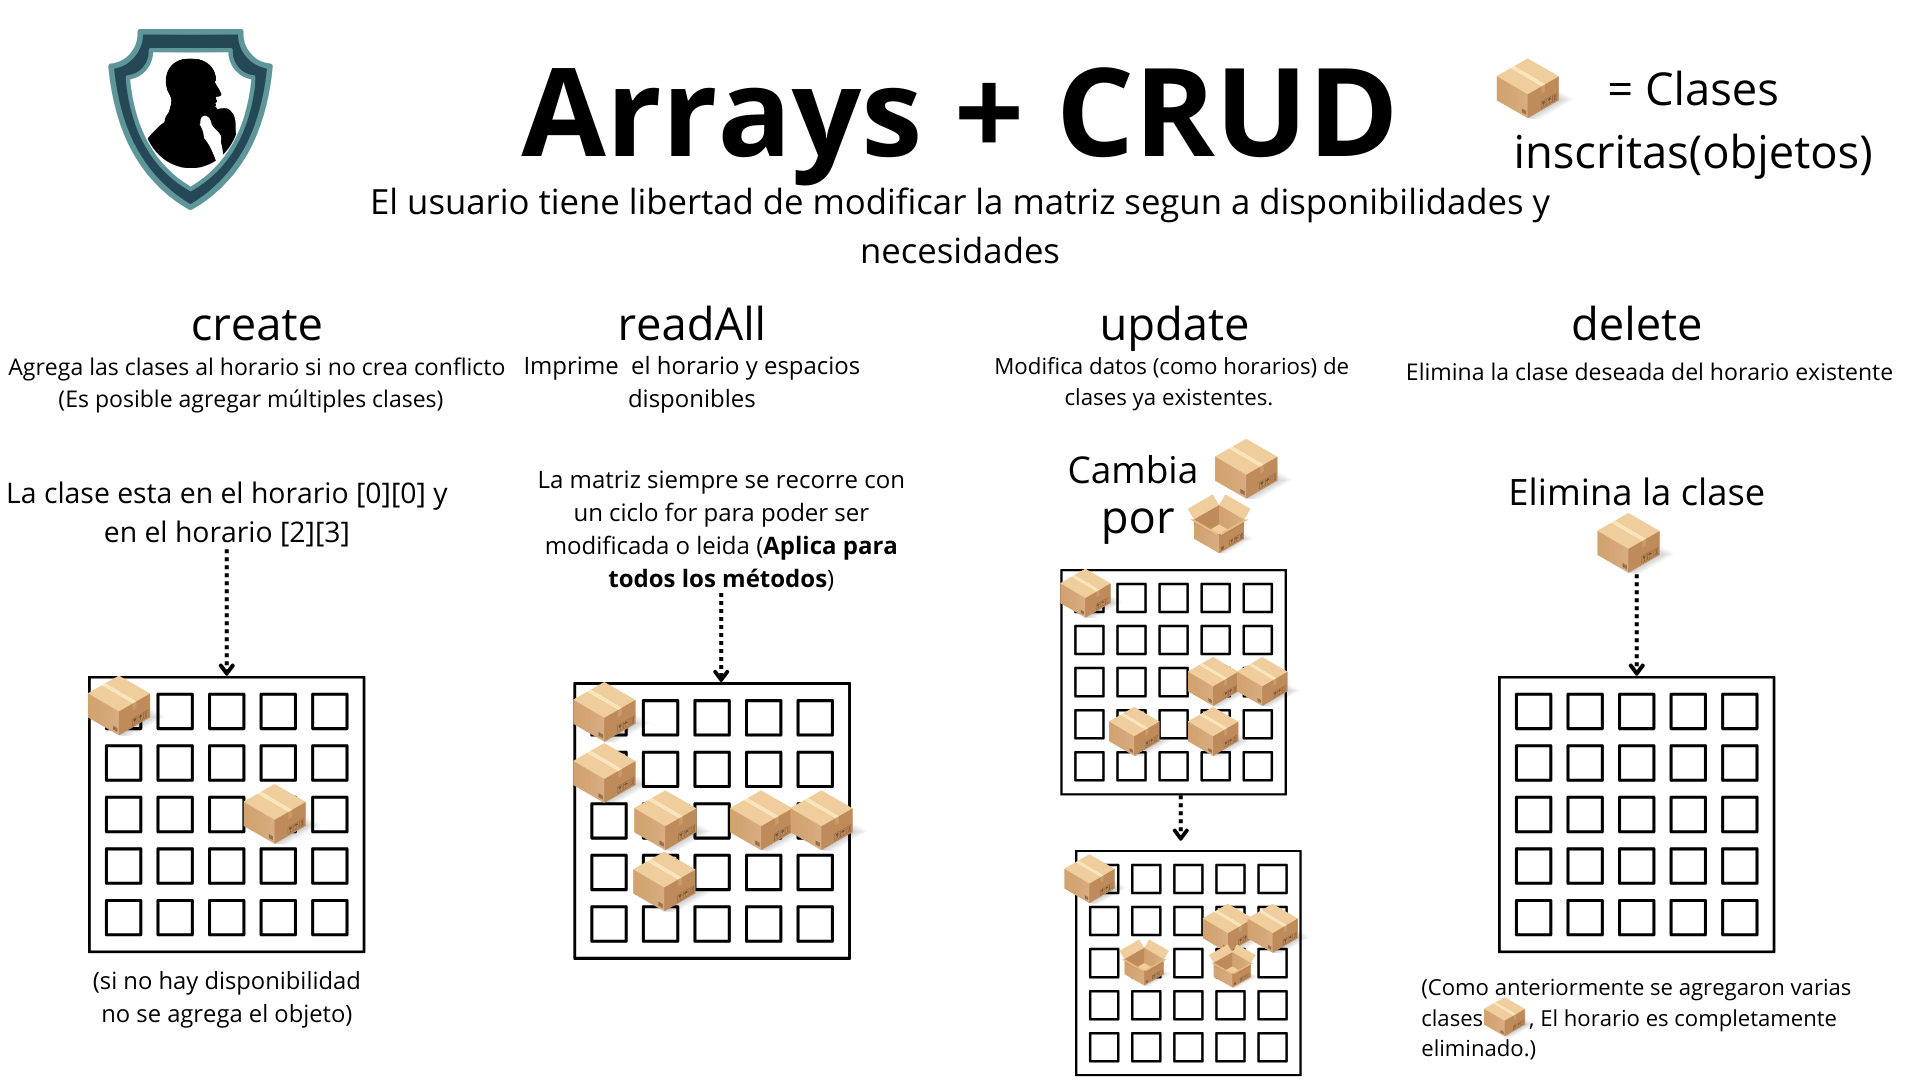 Arrays + CRUD
= Clases
inscritas(objetos)
El usuario tiene libertad de modificar la matriz segun a disponibilidades y
necesidades
create
Agrega las clases al horario si no crea conflicto
(Es posible agregar múltiples clases)
La clase esta en el horario [0][0] y
en el horario [2][3]
(si no hay disponibilidad
no se agrega el objeto)
readAll
Imprime  el horario y espacios
disponibles
La matriz siempre se recorre con
un ciclo for para poder ser
modificada o leida (Aplica para
todos los métodos)
update
Modifica datos (como horarios) de
clases ya existentes.
Cambia
por
delete
Elimina la clase deseada del horario existente
Elimina la clase
(Como anteriormente se agregaron varias
clases , El horario es completamente
eliminado.)